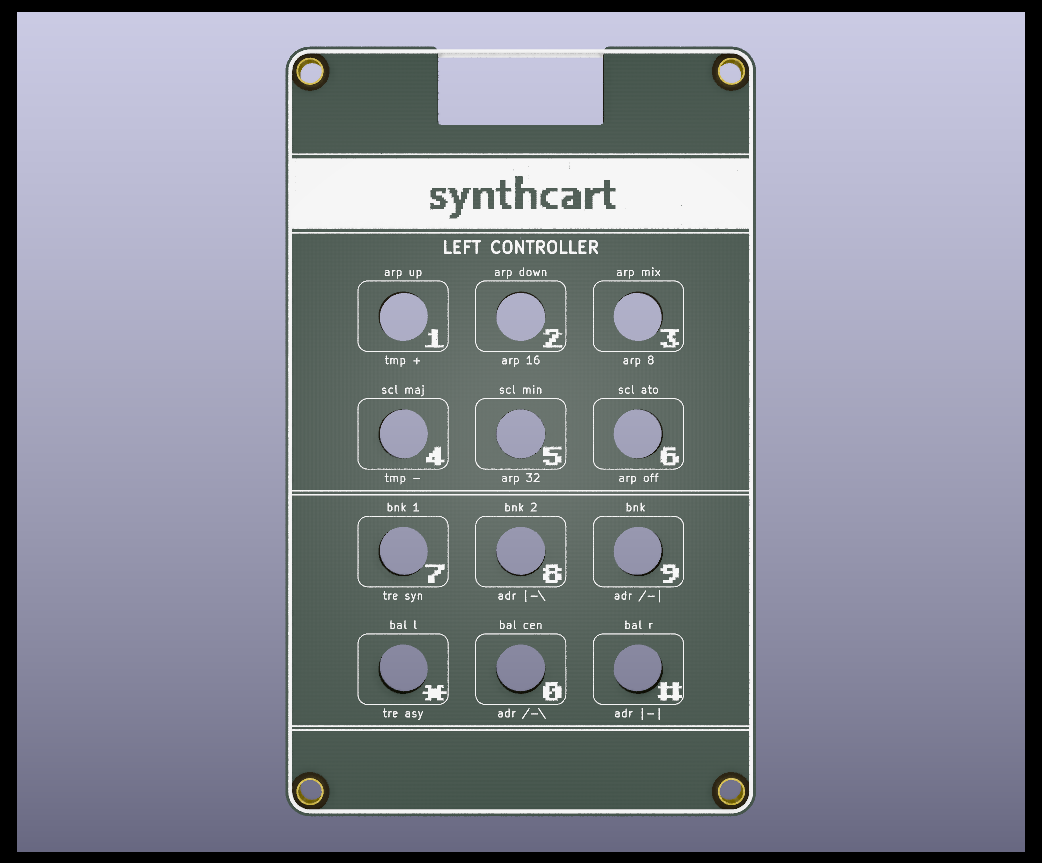 synthcart
LEFT CONTROLLER
arp up arp down arp mix
1 2 3
tmp + arp 16 arp 8
scl maj scl min scl ato
4 5 6
tmp - arp 32 arp off
bnk 1 bnk 2 bnk
7 8 9
tre syn adr |-\ adr /-|
bal l bal cen bal r
* 0 #
tre asy adr /-\ adr |-|